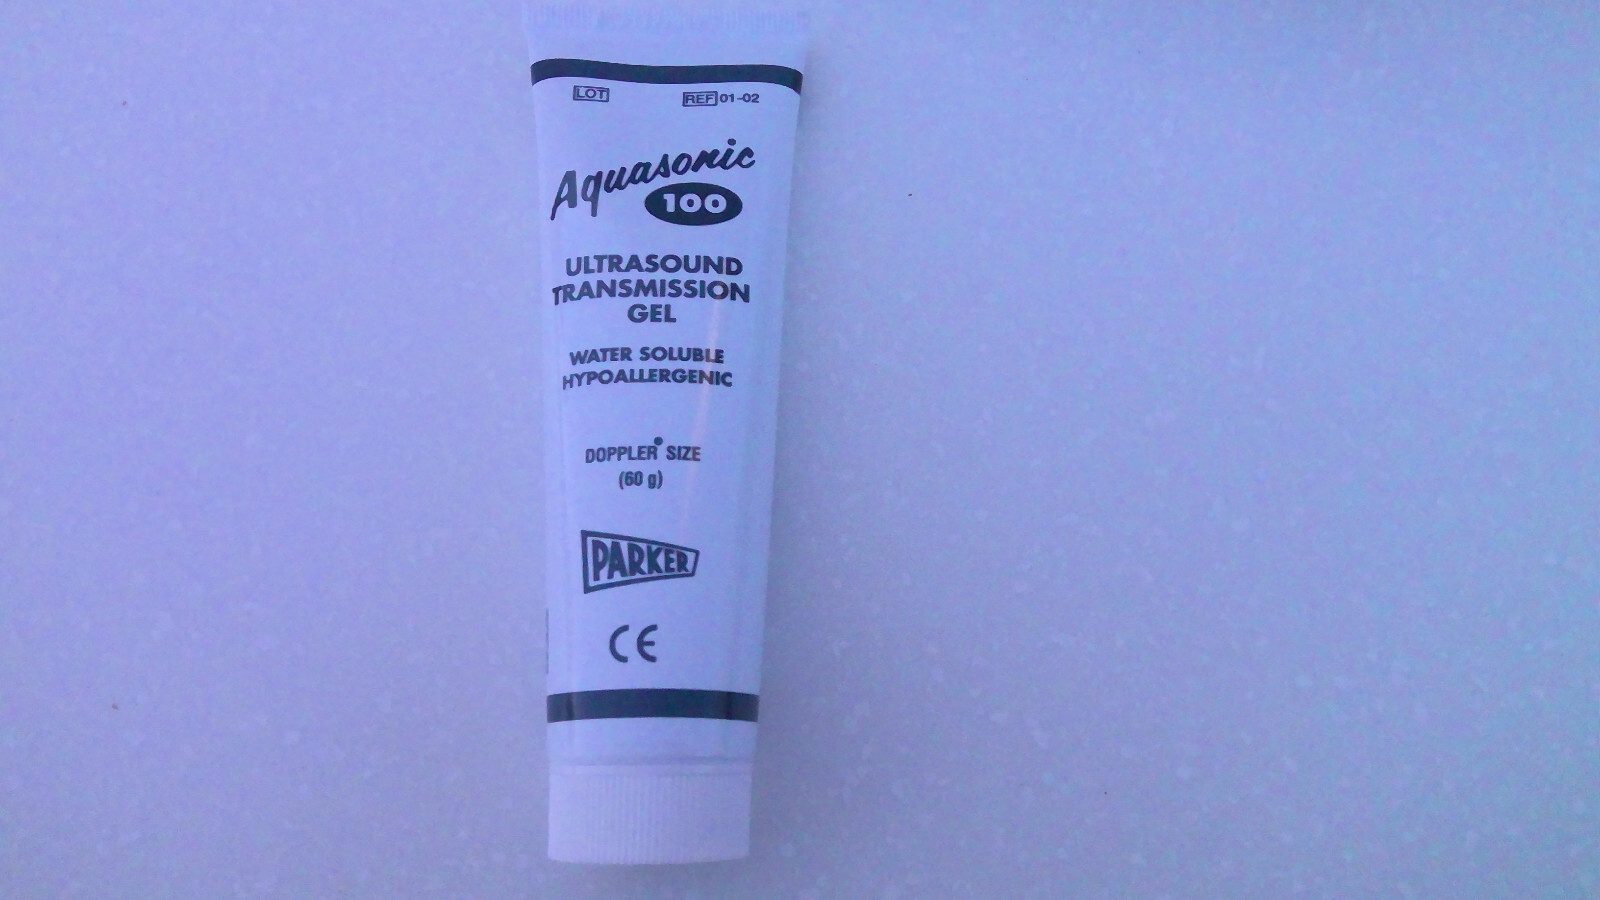 LOT REF 01-02
Aquasonic
100
ULTRASOUND
TRANSMISSION
GEL
WATER SOLUBLE
HYPOALLERGENIC
DOPPLER® SIZE
(60 g)
PARKER
CE